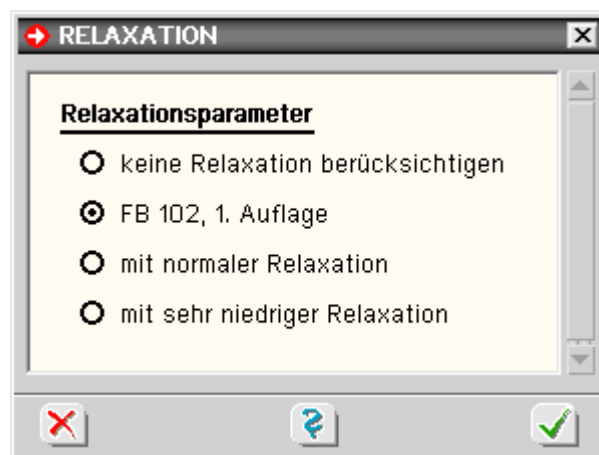 RELAXATION
Relaxationsparameter
keine Relaxation berücksichtigen
FB 102, 1. Auflage
mit normaler Relaxation
mit sehr niedriger Relaxation